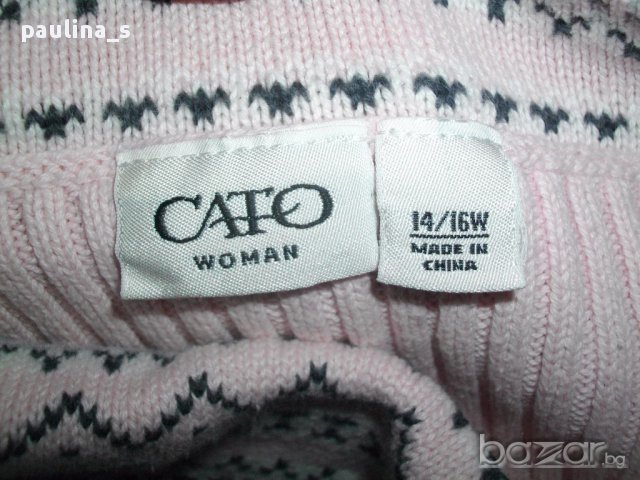 paulina_s
CATO
WOMAN
14/16W
MADE IN
CHINA
bazar.bg